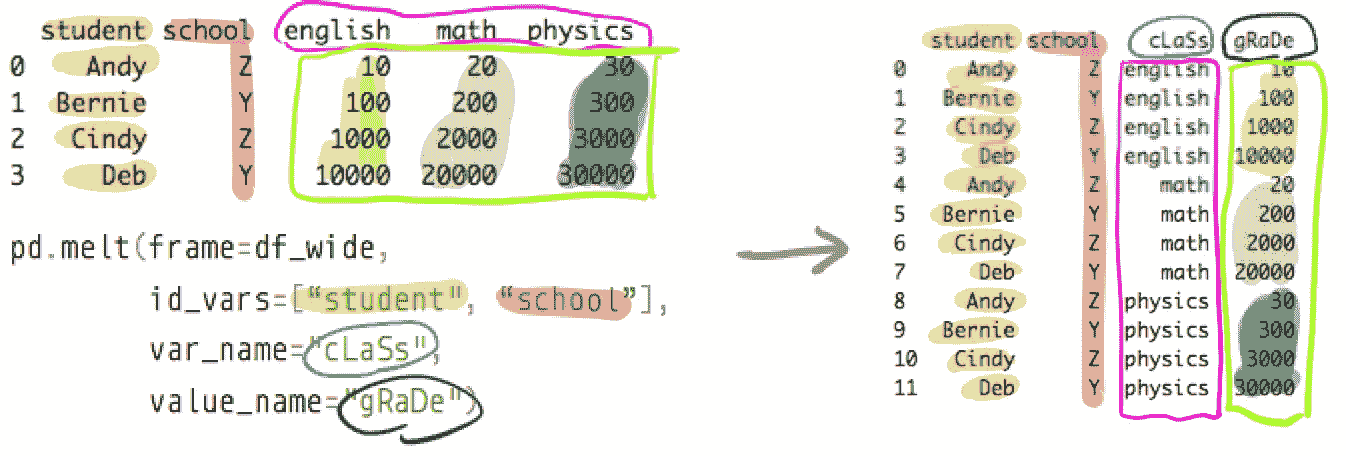 student school english math physics
0 Andy Z 10 20 30
1 Bernie Y 100 200 300
2 Cindy Z 1000 2000 3000
3 Deb Y 10000 20000 30000
pd.melt(frame=df_wide,
id_vars=["student", "school"],
var_name="cLaSs",
value_name="gRaDe")
student school cLaSs gRaDe
0 Andy Z english 10
1 Bernie Y english 100
2 Cindy Z english 1000
3 Deb Y english 10000
4 Andy Z math 20
5 Bernie Y math 200
6 Cindy Z math 2000
7 Deb Y math 20000
8 Andy Z physics 30
9 Bernie Y physics 300
10 Cindy Z physics 3000
11 Deb Y physics 30000